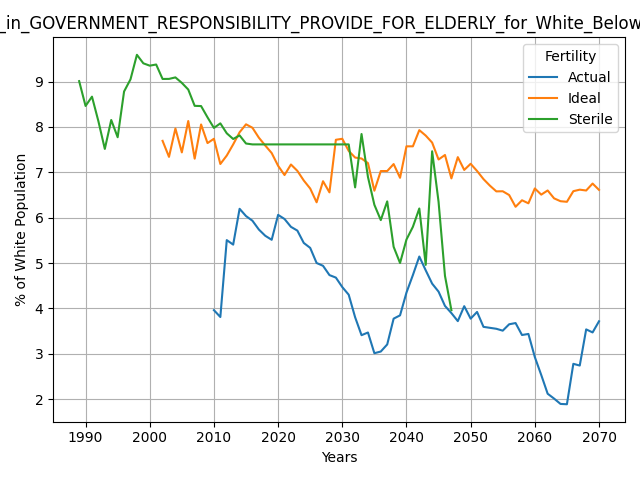 _in_GOVERNMENT_RESPONSIBILITY_PROVIDE_FOR_ELDERLY_for_White_Below
Fertility
Actual
Ideal
Sterile
% of White Population
9
8
7
6
5
4
3
2
1990 2000 2010 2020 2030 2040 2050 2060 2070
Years